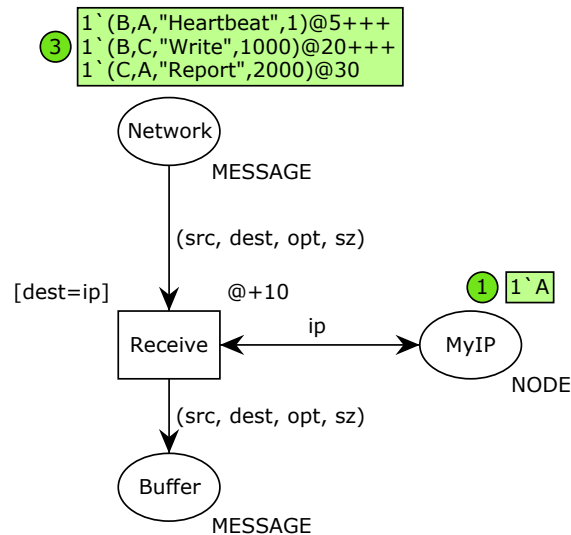 3
1`(B,A,"Heartbeat",1)@5+++
1`(B,C,"Write",1000)@20+++
1`(C,A,"Report",2000)@30
Network
MESSAGE
(src, dest, opt, sz)
[dest=ip]
@+10
1
1`A
Receive
ip
MyIP
NODE
(src, dest, opt, sz)
Buffer
MESSAGE